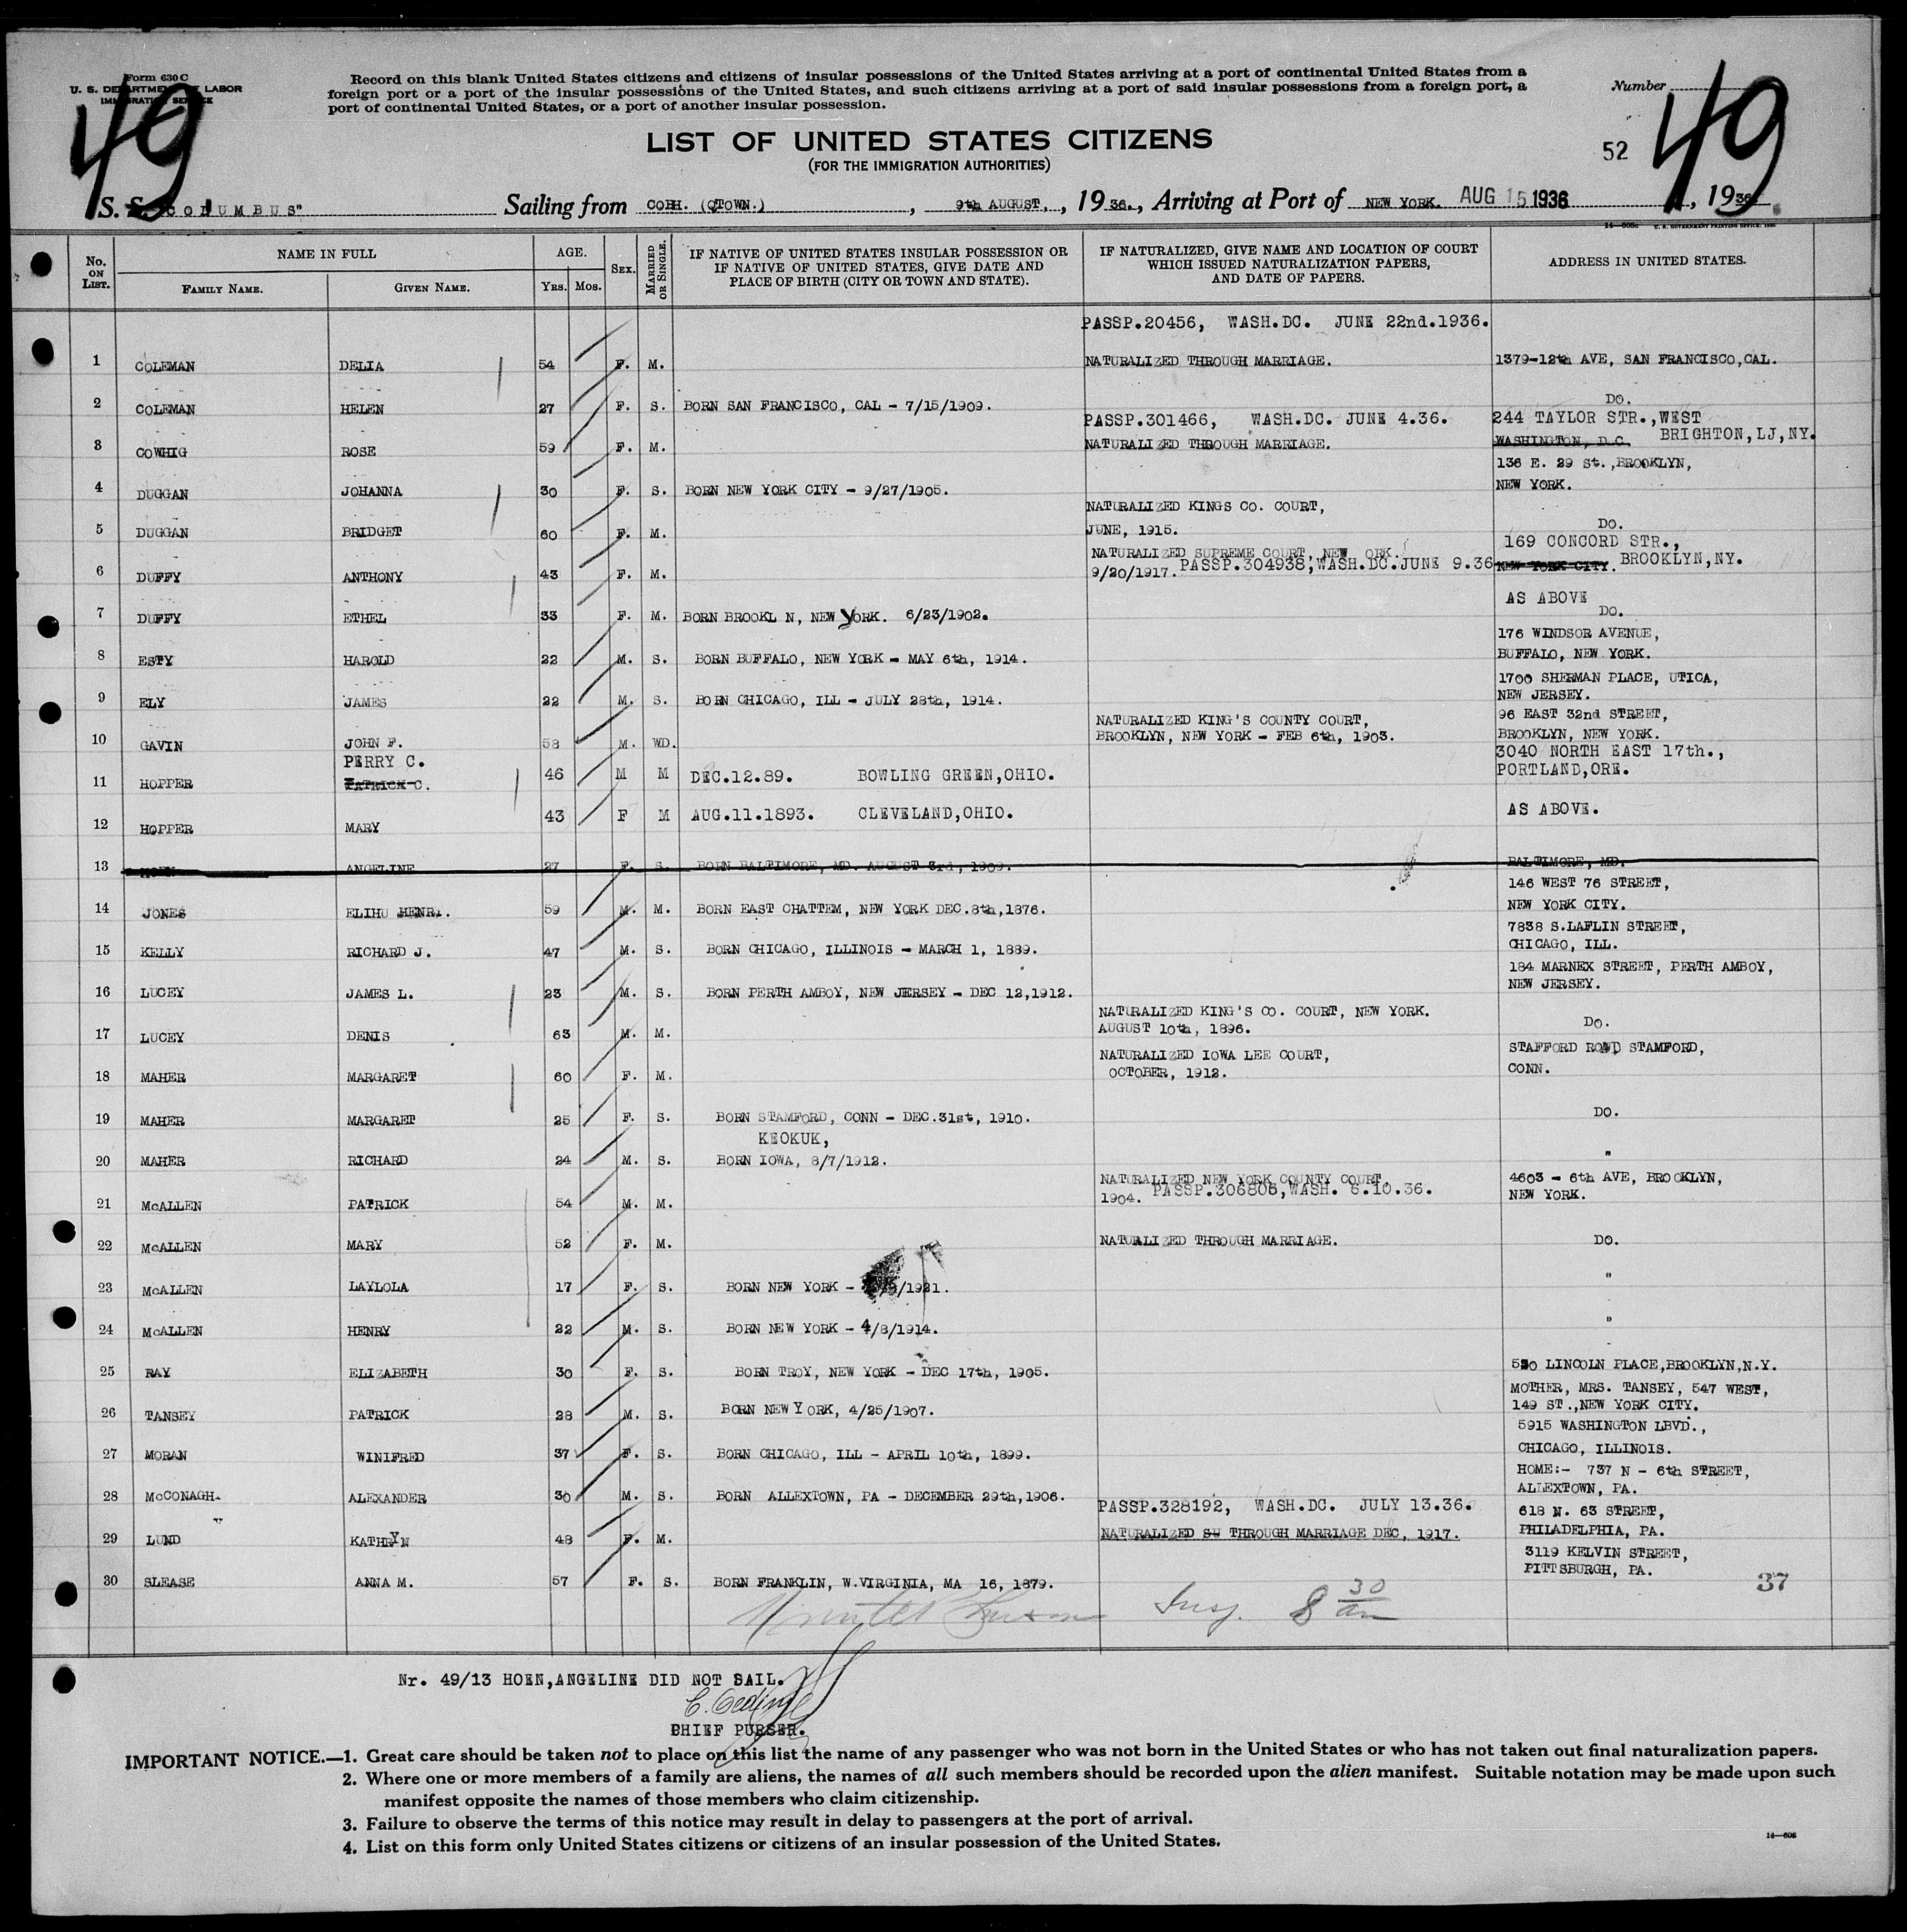 Form 630 C
U. S. DEPARTMENT OF LABOR
IMMIGRATION SERVICE
49
Record on this blank United States citizens and citizens of insular possessions of the United States arriving at a port of continental United States from a
foreign port or a port of the insular possessions of the United States, and such citizens arriving at a port of said insular possessions from a foreign port, a
port of continental United States, or a port of another insular possession.
Number
49
52
LIST OF UNITED STATES CITIZENS
(FOR THE IMMIGRATION AUTHORITIES)
S. S. COLUMBUS" Sailing from COBH. (QTOWN.), 9th AUGUST, , 1936., Arriving at Port of NEW YORK. AUG 15 1936, 1936.
14—608c U. S. GOVERNMENT PRINTING OFFICE: 1930
No. ON LIST. NAME IN FULL FAMILY NAME. GIVEN NAME. AGE. YRS. MOS. SEX. MARRIED OR SINGLE. IF NATIVE OF UNITED STATES INSULAR POSSESSION OR IF NATIVE OF UNITED STATES, GIVE DATE AND PLACE OF BIRTH (CITY OR TOWN AND STATE). IF NATURALIZED, GIVE NAME AND LOCATION OF COURT WHICH ISSUED NATURALIZATION PAPERS, AND DATE OF PAPERS. ADDRESS IN UNITED STATES.
PASSP.20456, WASH.DC. JUNE 22nd.1936.
1 COLEMAN DELIA 54 F. M. NATURALIZED THROUGH MARRIAGE. 1379-12th AVE, SAN FRANCISCO,CAL.
2 COLEMAN HELEN 27 F. S. BORN SAN FRANCISCO, CAL - 7/15/1909. DO.
PASSP.301466, WASH.DC. JUNE 4.36. 244 TAYLOR STR.,WEST
3 COWHIG ROSE 59 F. M. NATURALIZED THROUGH MARRIAGE. WASHINGTON, D.C. BRIGHTON,LJ,NY.
136 E. 29 St.,BROOKLYN,
4 DUGGAN JOHANNA 30 F. S. BORN NEW YORK CITY - 9/27/1905. NEW YORK.
NATURALIZED KINGS CO. COURT,
5 DUGGAN BRIDGET 60 F. M. JUNE, 1915. DO.
NATURALIZED SUPREME COURT, NEW ORK. 169 CONCORD STR.,
6 DUFFY ANTHONY 43 F. M. 9/20/1917. PASSP.304938,WASH.DC.JUNE 9.36 NEW YORK CITY. BROOKLYN,NY.
AS ABOVE
7 DUFFY ETHEL 33 F. M. BORN BROOKL N, NEW YORK. 6/23/1902. DO.
176 WINDSOR AVENUE,
8 ESTY HAROLD 22 M. S. BORN BUFFALO, NEW YORK - MAY 6th, 1914. BUFFALO, NEW YORK.
1700 SHERMAN PLACE, UTICA,
9 ELY JAMES 22 M. S. BORN CHICAGO, ILL - JULY 28th, 1914. NEW JERSEY.
NATURALIZED KING'S COUNTY COURT, 96 EAST 32nd STREET,
10 GAVIN JOHN F. 58 M. WD. BROOKLYN, NEW YORK - FEB 6th, 1903. BROOKLYN, NEW YORK.
PERRY C. 3040 NORTH EAST 17th.,
11 HOPPER PATRICK C. 46 M M DEC.12.89. BOWLING GREEN,OHIO. PORTLAND,ORE.
12 HOPPER MARY 43 F M AUG.11.1893. CLEVELAND,OHIO. AS ABOVE.
13 HOEN ANGELINE 27 F. S. BORN BALTIMORE, MD. AUGUST 3rd, 1909. BALTIMORE, MD.
146 WEST 76 STREET,
14 JONES ELIHU HENRY. 59 M. M. BORN EAST CHATTEM, NEW YORK DEC.8th,1876. NEW YORK CITY.
7838 S.LAFLIN STREET,
15 KELLY RICHARD J. 47 M. S. BORN CHICAGO, ILLINOIS - MARCH 1, 1889. CHICAGO, ILL.
184 MARNEX STREET, PERTH AMBOY,
16 LUCEY JAMES L. 23 M. S. BORN PERTH AMBOY, NEW JERSEY - DEC 12,1912. NEW JERSEY.
NATURALIZED KING'S CO. COURT, NEW YORK.
17 LUCEY DENIS 63 M. M. AUGUST 10th, 1896. DO.
NATURALIZED IOWA LEE COURT, STAFFORD ROAD STAMFORD,
18 MAHER MARGARET 60 F. M. OCTOBER, 1912. CONN.
19 MAHER MARGARET 25 F. S. BORN STAMFORD, CONN - DEC.31st, 1910. DO.
KEOKUK,
20 MAHER RICHARD 24 M. S. BORN IOWA, 8/7/1912. "
NATURALIZED NEW YORK COUNTY COURT, 4603 - 6th AVE, BROOKLYN,
21 McALLEN PATRICK 54 M. M. 1904. PASSP.306805,WASH. 6.10.36. NEW YORK.
22 McALLEN MARY 52 F. M. NATURALIZED THROUGH MARRIAGE. DO.
23 McALLEN LAYLOLA 17 F. S. BORN NEW YORK - /1921. "
24 McALLEN HENRY 22 M. S. BORN NEW YORK - 4/8/1914. "
25 RAY ELIZABETH 30 F. S. BORN TROY, NEW YORK - DEC 17th, 1905. LINCOLN PLACE,BROOKLYN,N.Y.
MOTHER, MRS. TANSEY, 547 WEST,
26 TANSEY PATRICK 28 M. S. BORN NEW YORK, 4/25/1907. 149 ST.,NEW YORK CITY.
5915 WASHINGTON LBVD.,
27 MORAN WINIFRED 37 F. S. BORN CHICAGO, ILL - APRIL 10th, 1899. CHICAGO, ILLINOIS.
HOME:- 737 N - 6th STREET,
28 McCONAGH. ALEXANDER 30 M. S. BORN ALLEXTOWN, PA - DECEMBER 29th,1906. ALLEXTOWN, PA.
PASSP.328192, WASH.DC. JULY 13.36. 618 N. 63 STREET,
29 LUND KATHRYN 48 F. M. NATURALIZED SW THROUGH MARRIAGE DEC, 1917. PHILADELPHIA, PA.
3119 KELVIN STREET,
30 SLEASE ANNA M. 57 F. S. BORN FRANKLIN, W.VIRGINIA, MA 16, 1879. PITTSBURGH, PA.
37
Insp. 8 30 am
Nr. 49/13 HOEN,ANGELINE DID NOT SAIL.
CHIEF PURSER.
IMPORTANT NOTICE.—1. Great care should be taken not to place on this list the name of any passenger who was not born in the United States or who has not taken out final naturalization papers.
2. Where one or more members of a family are aliens, the names of all such members should be recorded upon the alien manifest. Suitable notation may be made upon such
manifest opposite the names of those members who claim citizenship.
3. Failure to observe the terms of this notice may result in delay to passengers at the port of arrival.
4. List on this form only United States citizens or citizens of an insular possession of the United States.
14—608